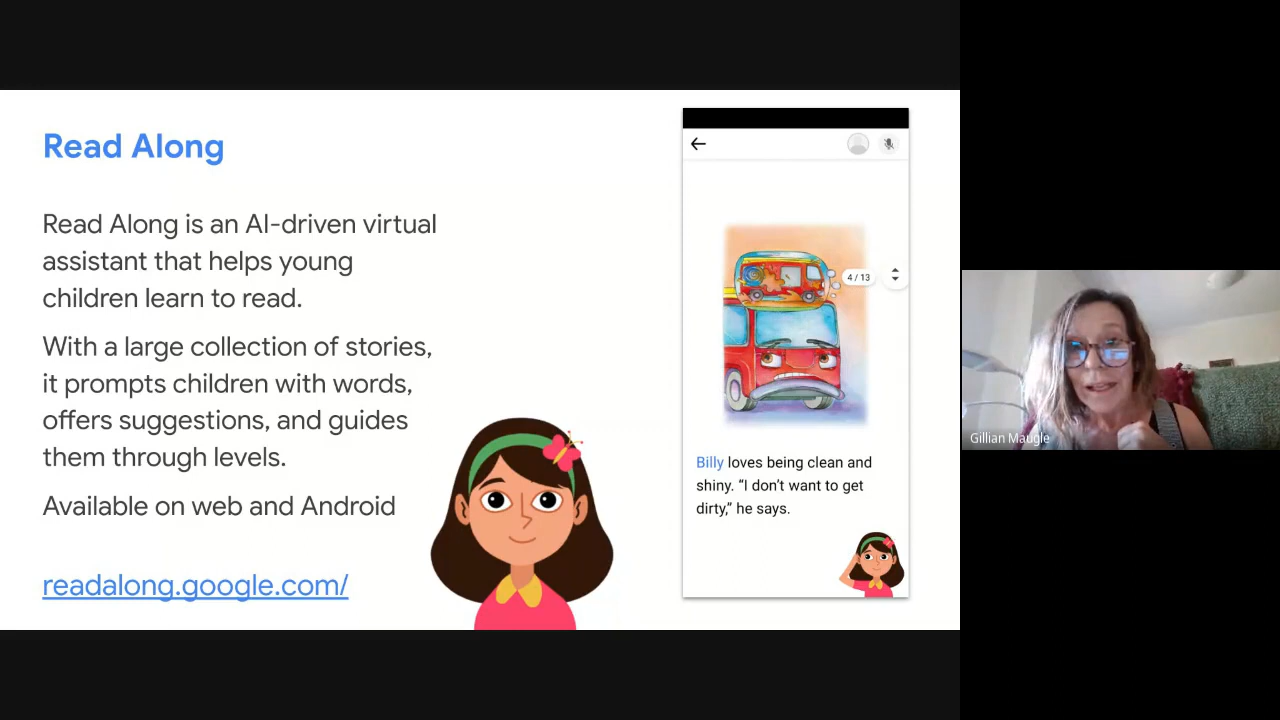 Read Along
Read Along is an AI-driven virtual
assistant that helps young
children learn to read.
With a large collection of stories,
it prompts children with words,
offers suggestions, and guides
them through levels.
Available on web and Android
readalong.google.com/
4 / 13
Billy loves being clean and
shiny. “I don’t want to get
dirty,” he says.
Gillian Maugle